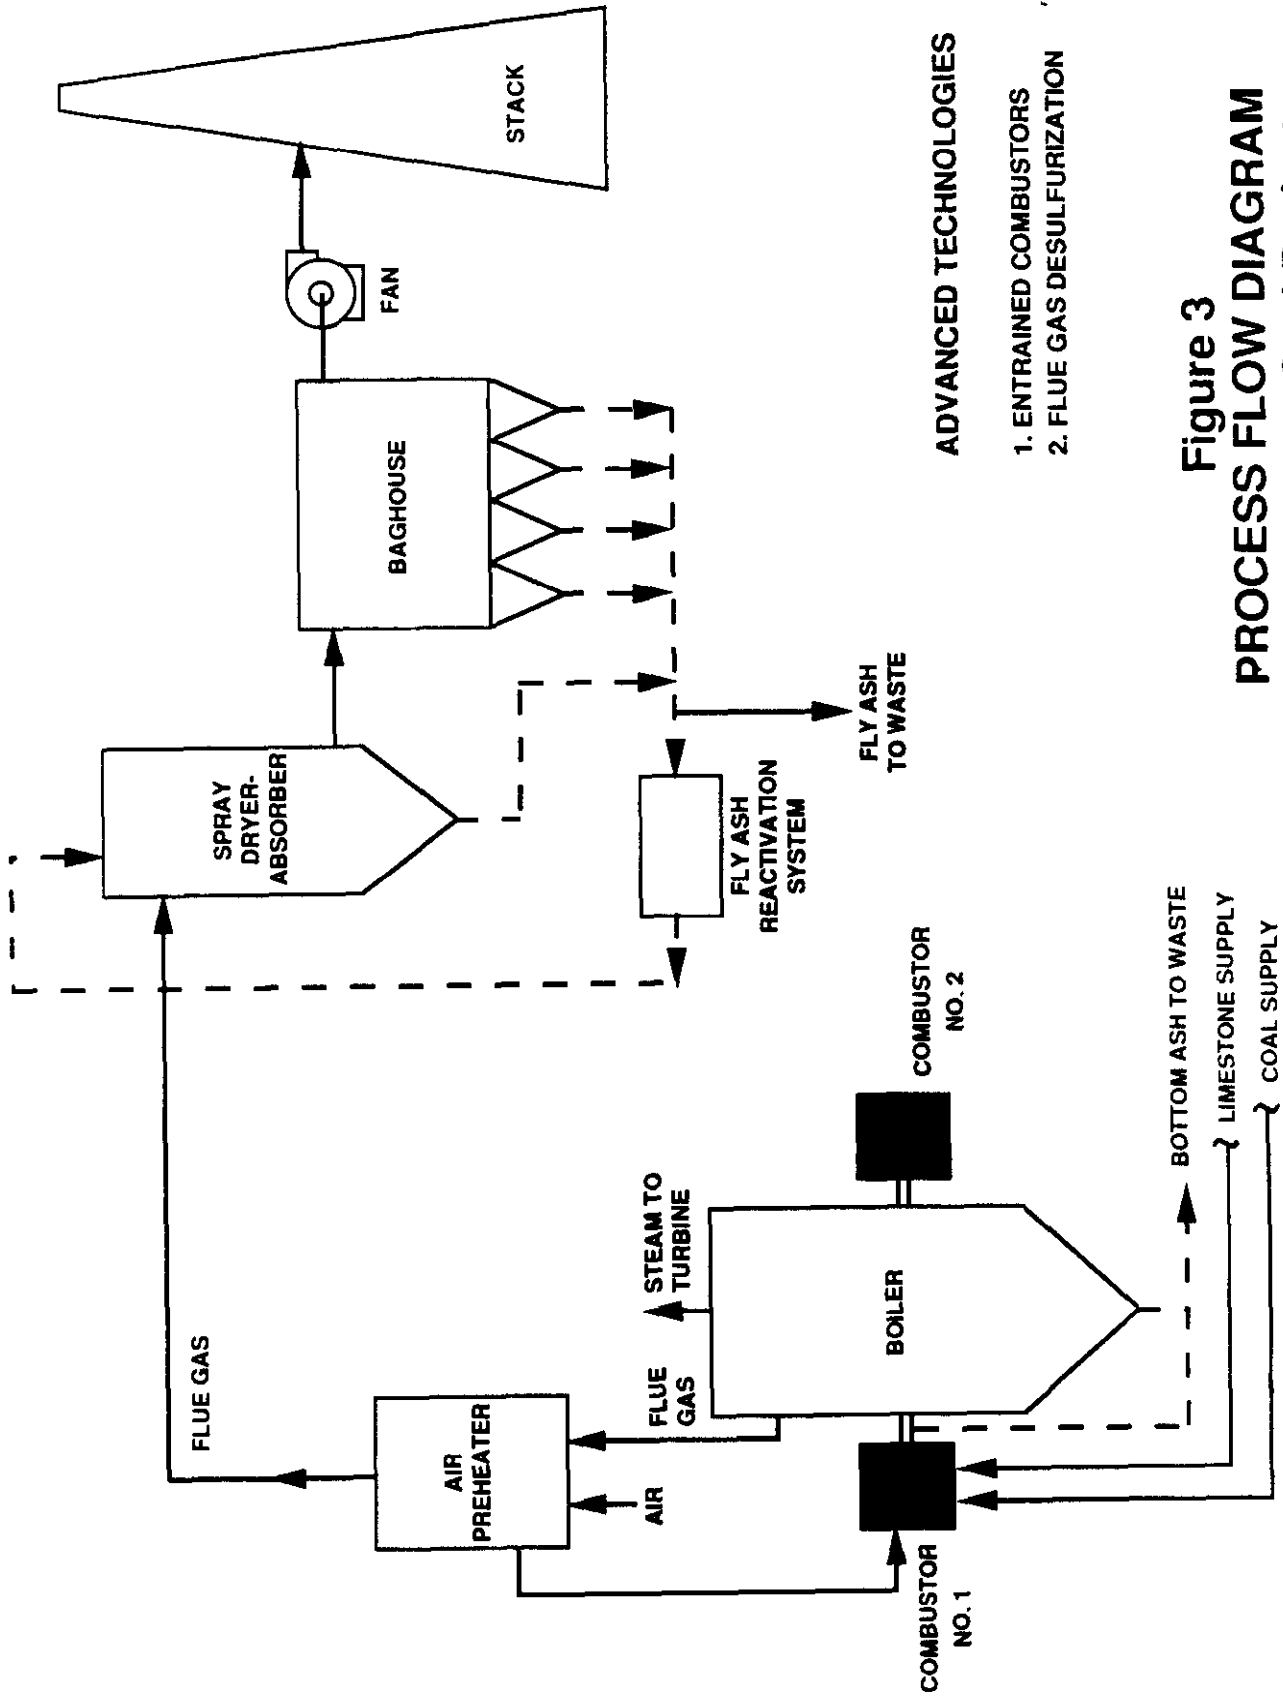 STACK
FAN
BAGHOUSE
SPRAY
DRYER-
ABSORBER
FLUE GAS
AIR
PREHEATER
AIR
FLUE
GAS
STEAM TO
TURBINE
BOILER
COMBUSTOR
NO. 1
COMBUSTOR
NO. 2
FLY ASH
REACTIVATION
SYSTEM
FLY ASH
TO WASTE
BOTTOM ASH TO WASTE
LIMESTONE SUPPLY
COAL SUPPLY
ADVANCED TECHNOLOGIES
1. ENTRAINED COMBUSTORS
2. FLUE GAS DESULFURIZATION
Figure 3
PROCESS FLOW DIAGRAM